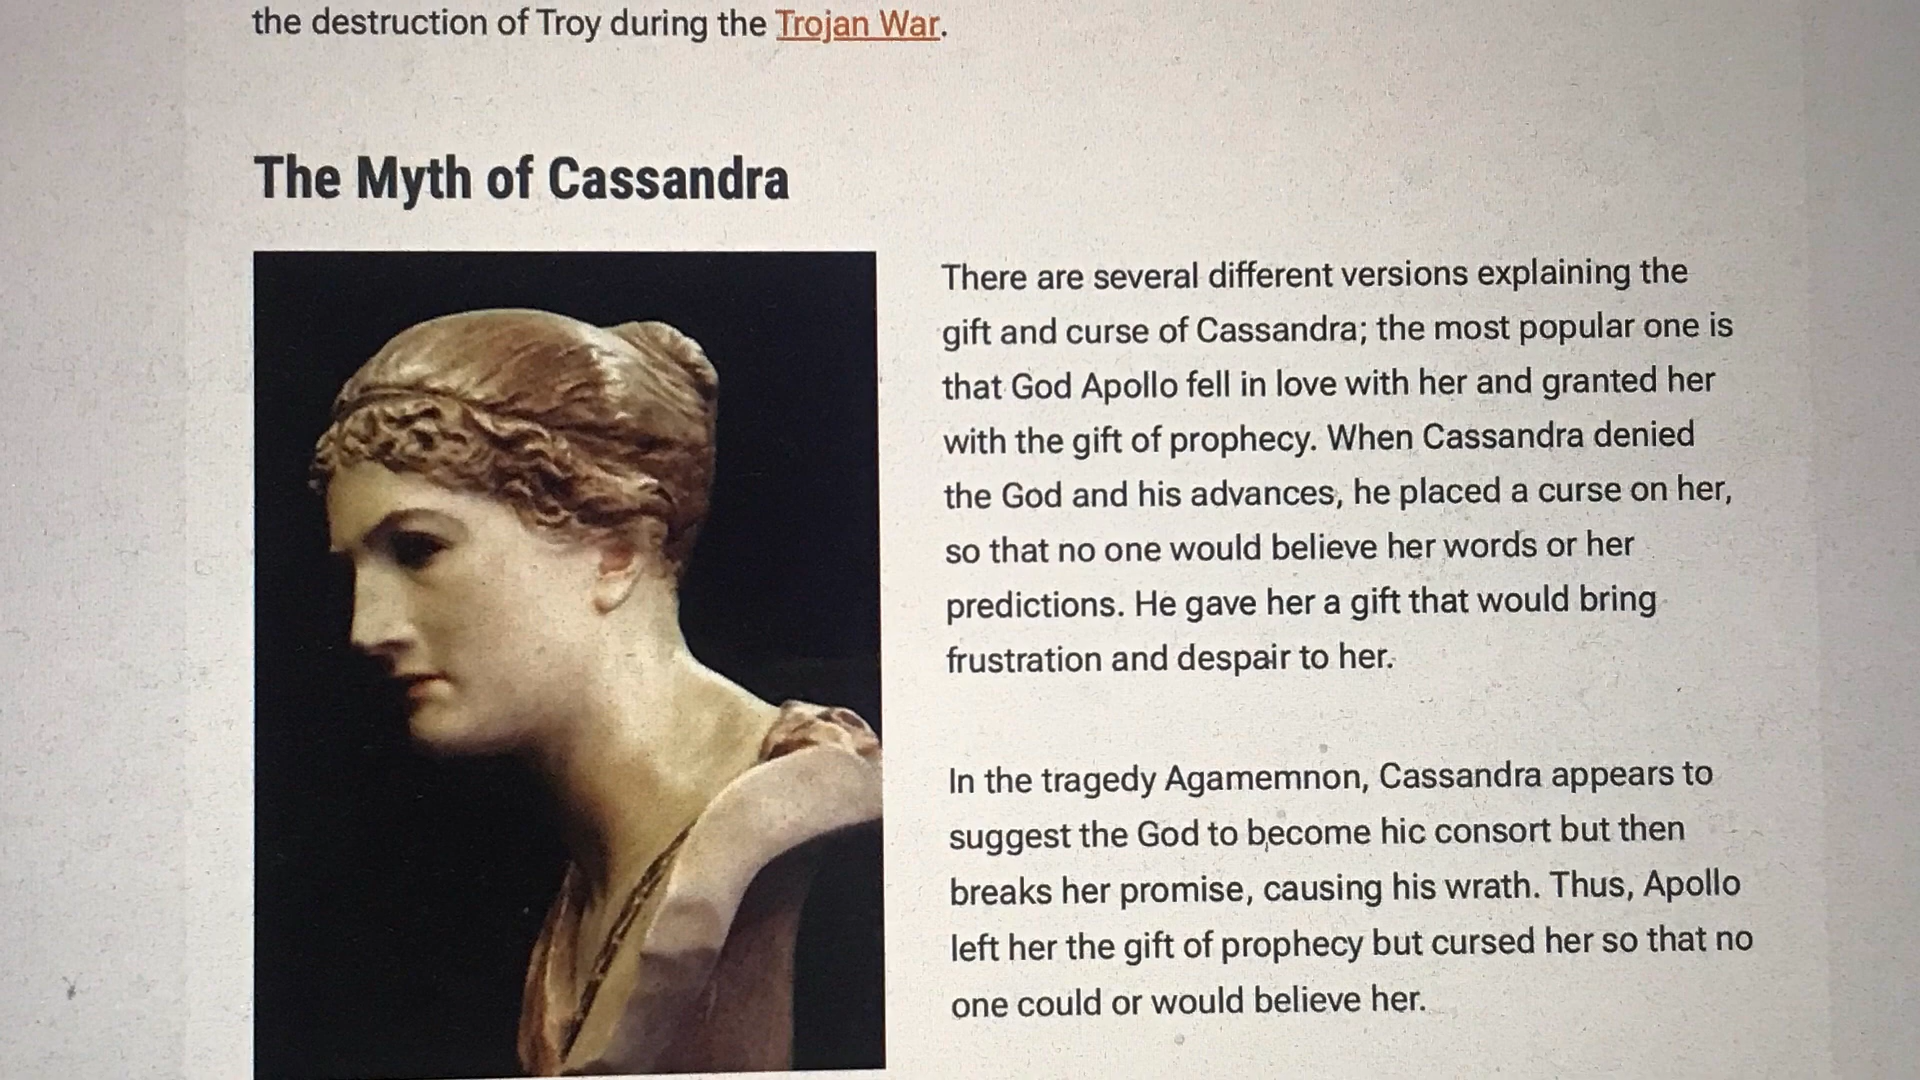 the destruction of Troy during the Trojan War.
The Myth of Cassandra
There are several different versions explaining the
gift and curse of Cassandra; the most popular one is
that God Apollo fell in love with her and granted her
with the gift of prophecy. When Cassandra denied
the God and his advances, he placed a curse on her,
so that no one would believe her words or her
predictions. He gave her a gift that would bring
frustration and despair to her.
In the tragedy Agamemnon, Cassandra appears to
suggest the God to become hic consort but then
breaks her promise, causing his wrath. Thus, Apollo
left her the gift of prophecy but cursed her so that no
one could or would believe her.